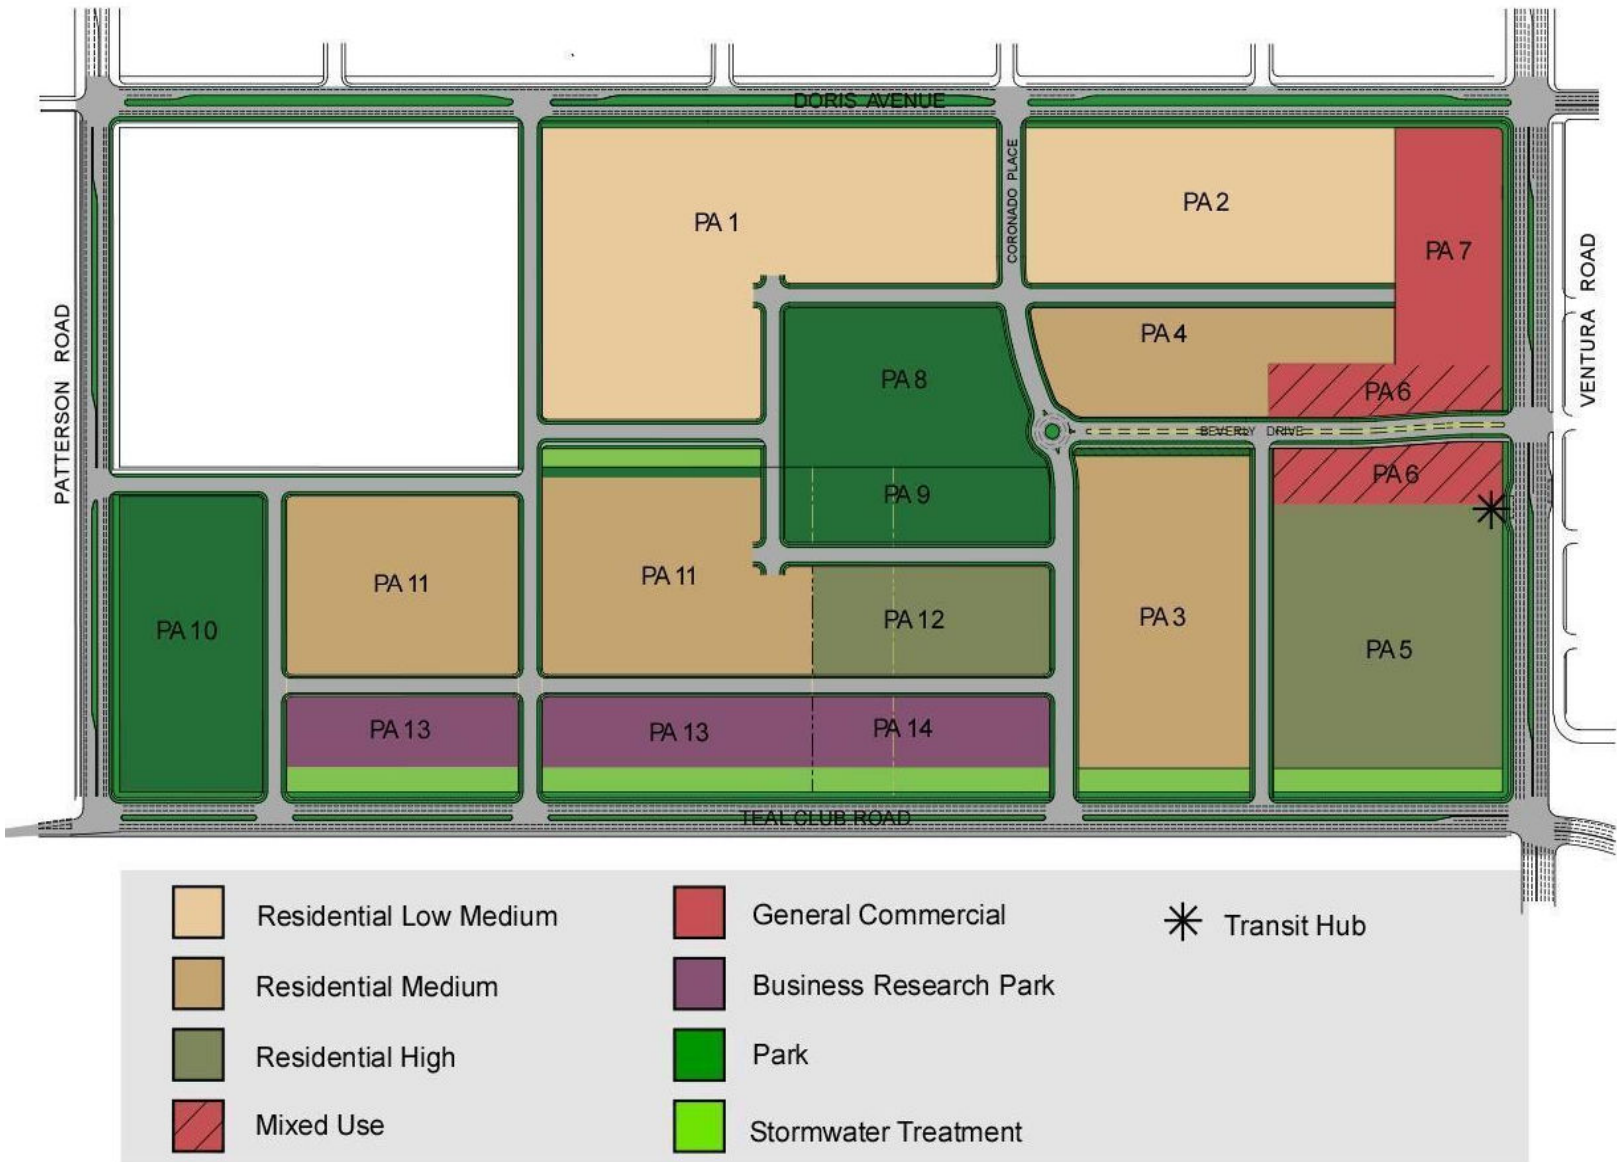 DORIS AVENUE
CORONADO PLACE
PATTERSON ROAD
VENTURA ROAD
PA 1
PA 2
PA 7
PA 4
PA 8
PA 6
BEVERLY DRIVE
PA 6
PA 9
PA 11
PA 11
PA 12
PA 3
PA 10
PA 5
PA 13
PA 13
PA 14
TEAL CLUB ROAD
Residential Low Medium
General Commercial
Transit Hub
Residential Medium
Business Research Park
Residential High
Park
Mixed Use
Stormwater Treatment